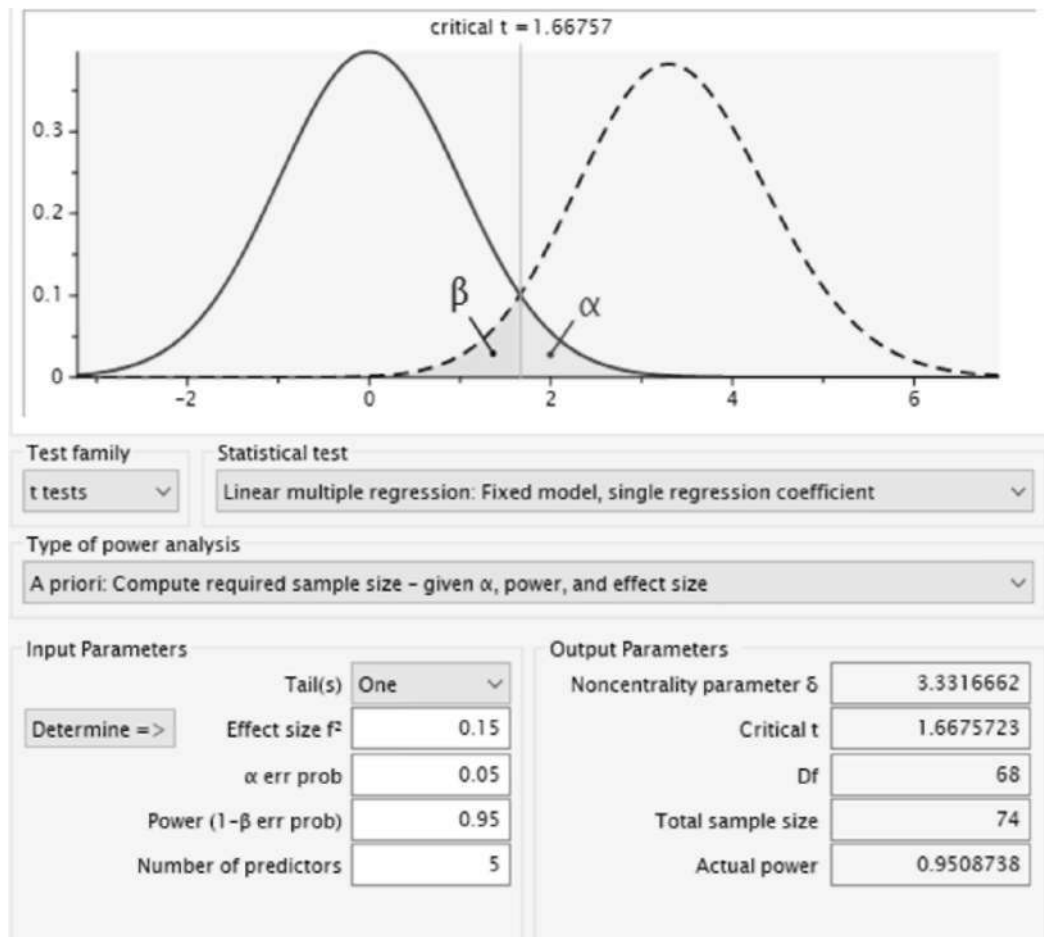 critical t = 1.66757
0.3
0.2
0.1
0
β
α
-2 0 2 4 6
Test family Statistical test
t tests Linear multiple regression: Fixed model, single regression coefficient
Type of power analysis
A priori: Compute required sample size – given α, power, and effect size
Input Parameters Output Parameters
Tail(s) One Noncentrality parameter δ 3.3316662
Determine => Effect size f² 0.15 Critical t 1.6675723
α err prob 0.05 Df 68
Power (1-β err prob) 0.95 Total sample size 74
Number of predictors 5 Actual power 0.9508738